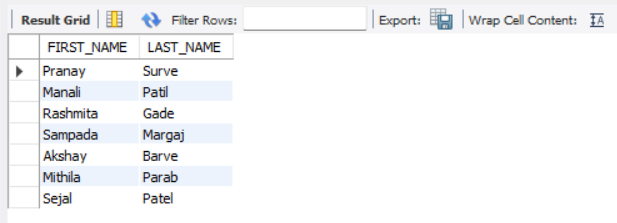 Result Grid Filter Rows: Export: Wrap Cell Content: IA
FIRST_NAME LAST_NAME
Pranay Surve
Manali Patil
Rashmita Gade
Sampada Margaj
Akshay Barve
Mithila Parab
Sejal Patel